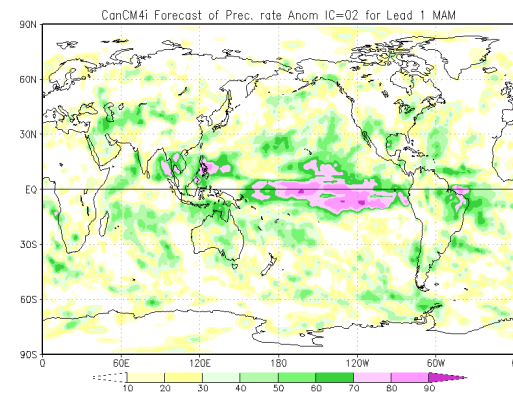 CanCM4i Forecast of Prec. rate Anom IC=02 for Lead 1 MAM
90N
60N
30N
EQ
30S
60S
90S
0 60E 120E 180 120W 60W 0
10 20 30 40 50 60 70 80 90